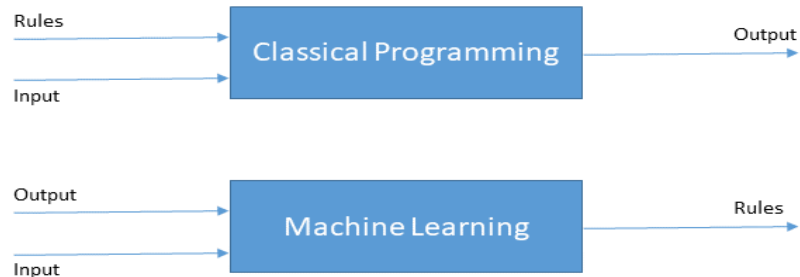 Rules
Classical Programming
Output
Input
Output
Machine Learning
Rules
Input